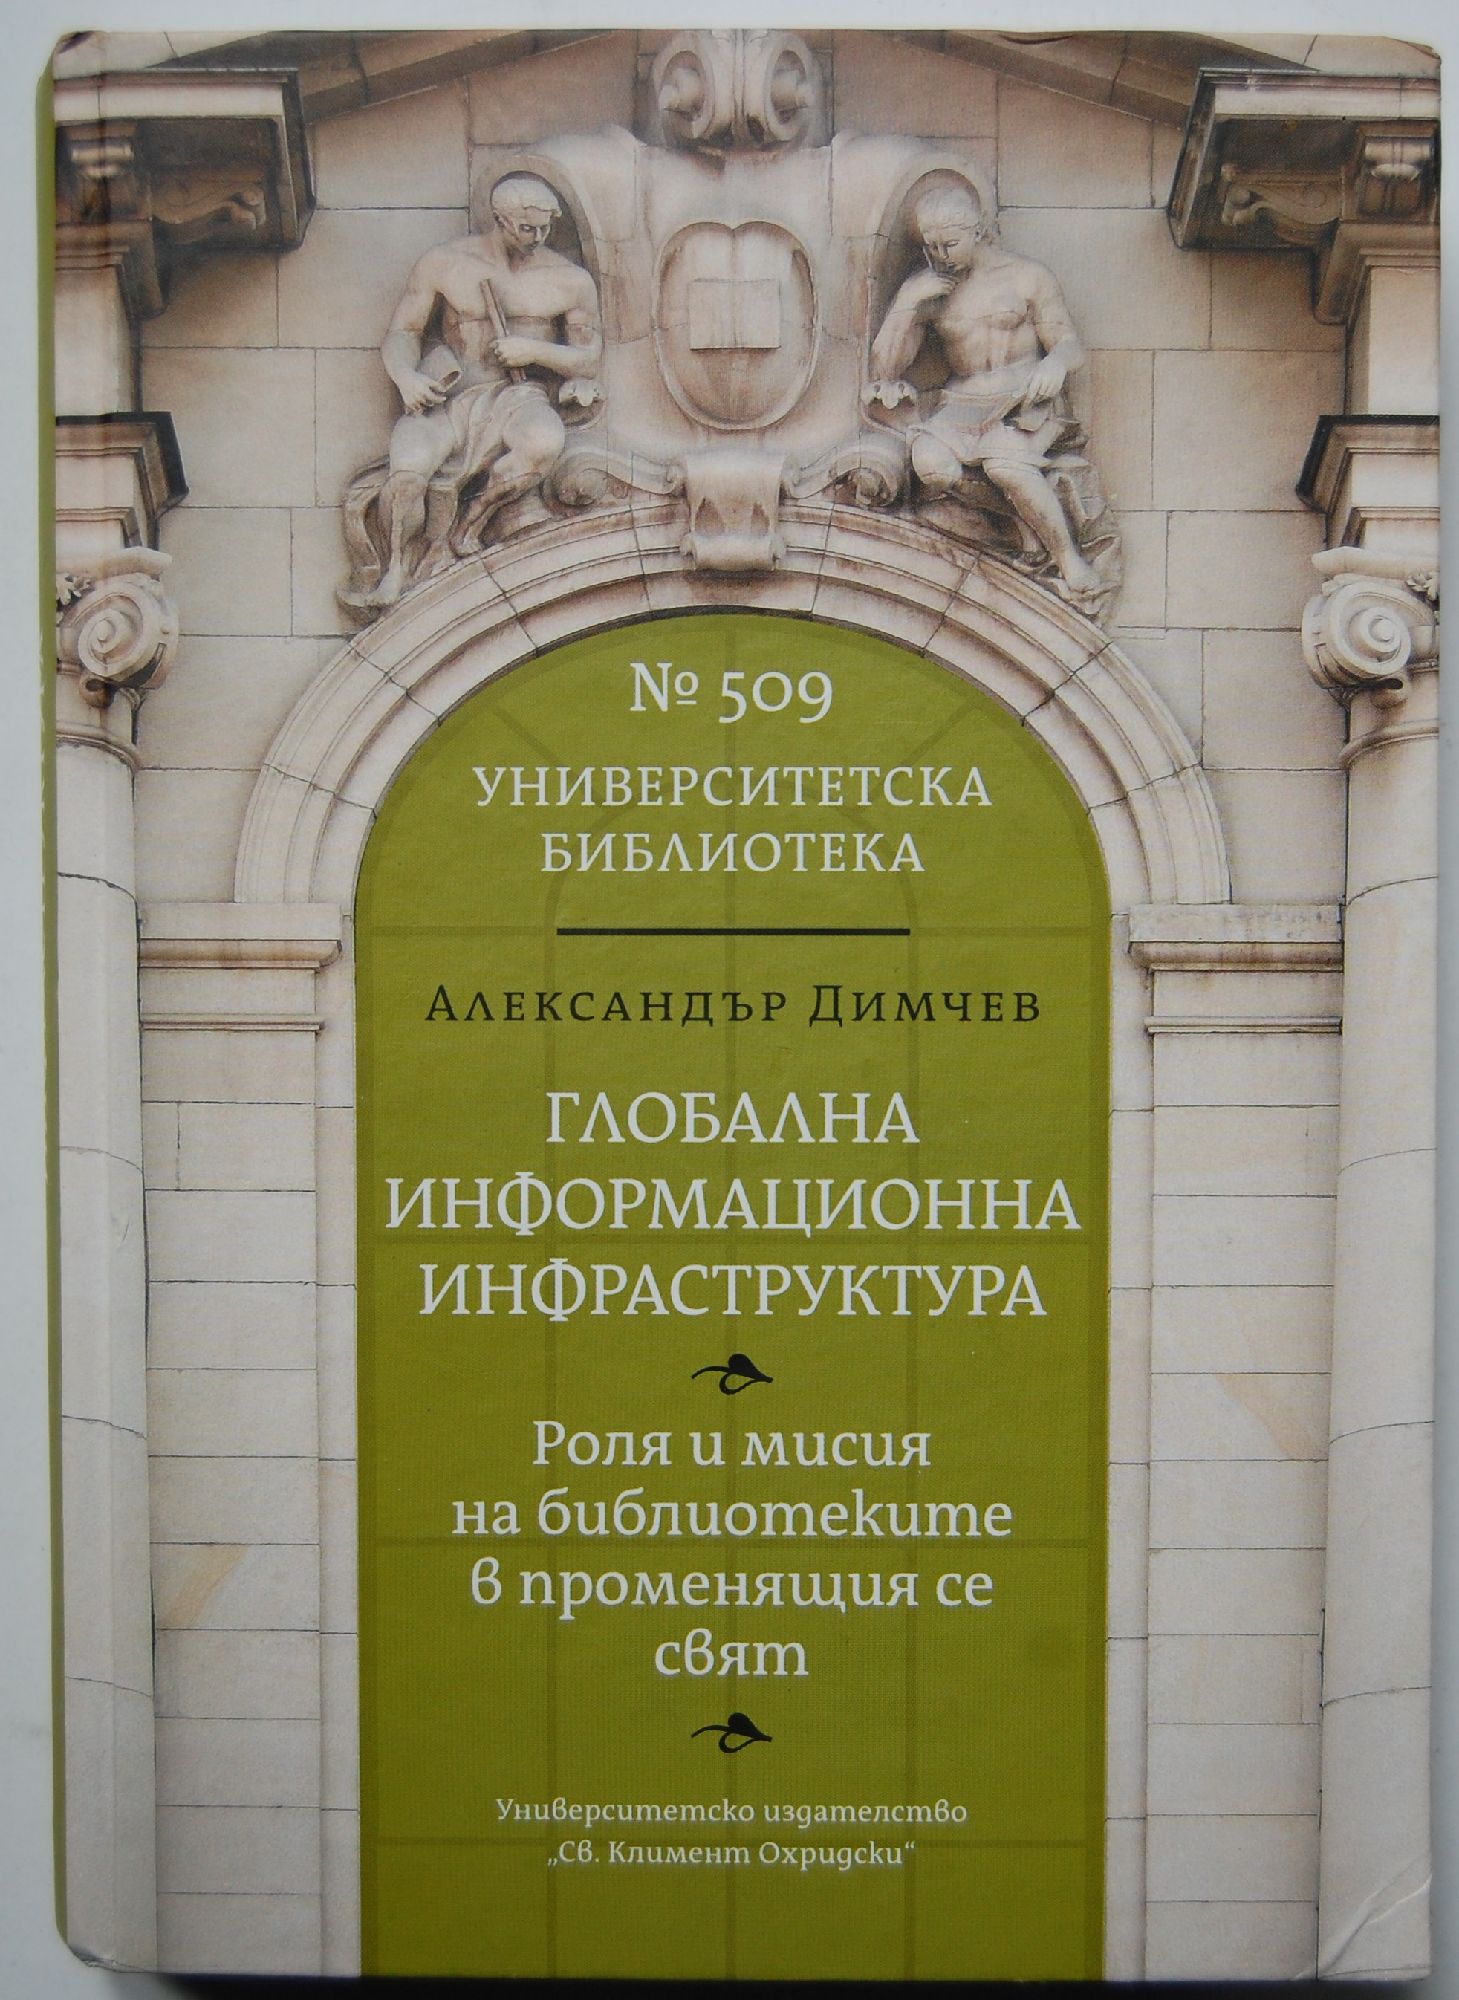 № 509
УНИВЕРСИТЕТСКА
БИБЛИОТЕКА
АЛЕКСАНДЪР ДИМЧЕВ
ГЛОБАЛНА
ИНФОРМАЦИОННА
ИНФРАСТРУКТУРА
Роля и мисия
на библиотеките
в променящия се
свят
Университетско издателство
„Св. Климент Охридски“